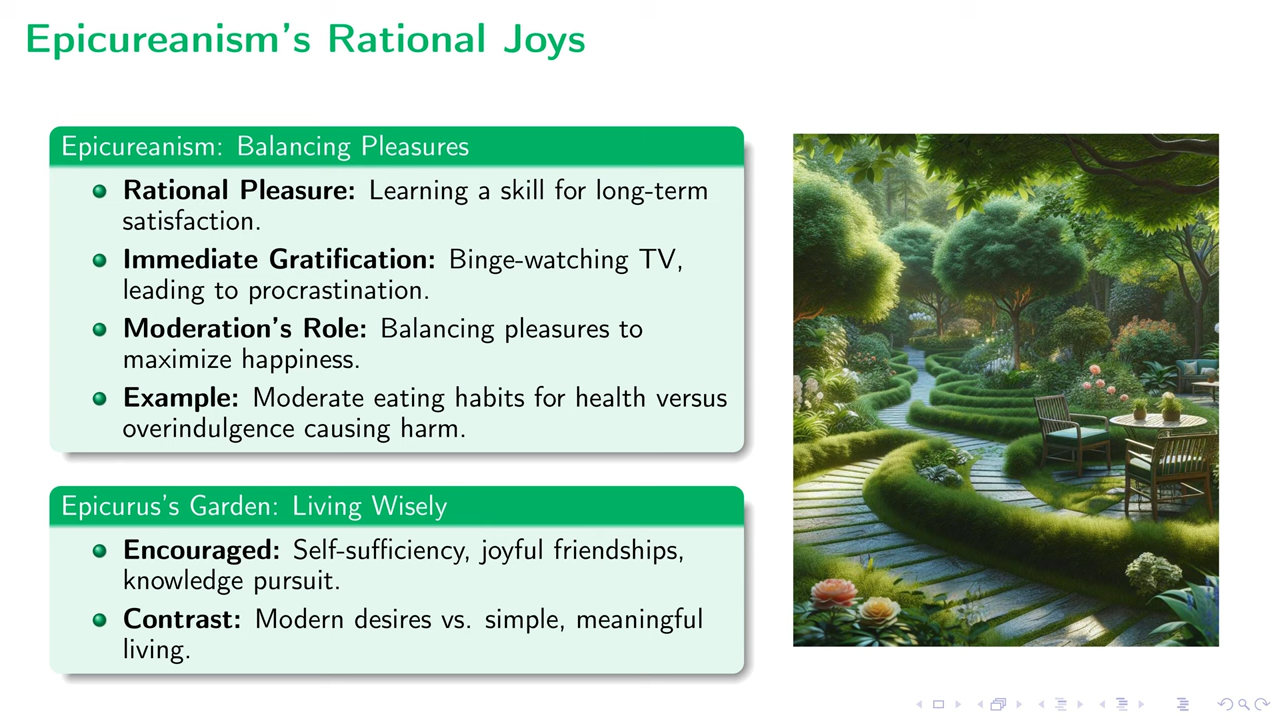 Epicureanism's Rational Joys
Epicureanism: Balancing Pleasures
Rational Pleasure: Learning a skill for long-term
satisfaction.
Immediate Gratification: Binge-watching TV,
leading to procrastination.
Moderation's Role: Balancing pleasures to
maximize happiness.
Example: Moderate eating habits for health versus
overindulgence causing harm.
Epicurus's Garden: Living Wisely
Encouraged: Self-sufficiency, joyful friendships,
knowledge pursuit.
Contrast: Modern desires vs. simple, meaningful
living.